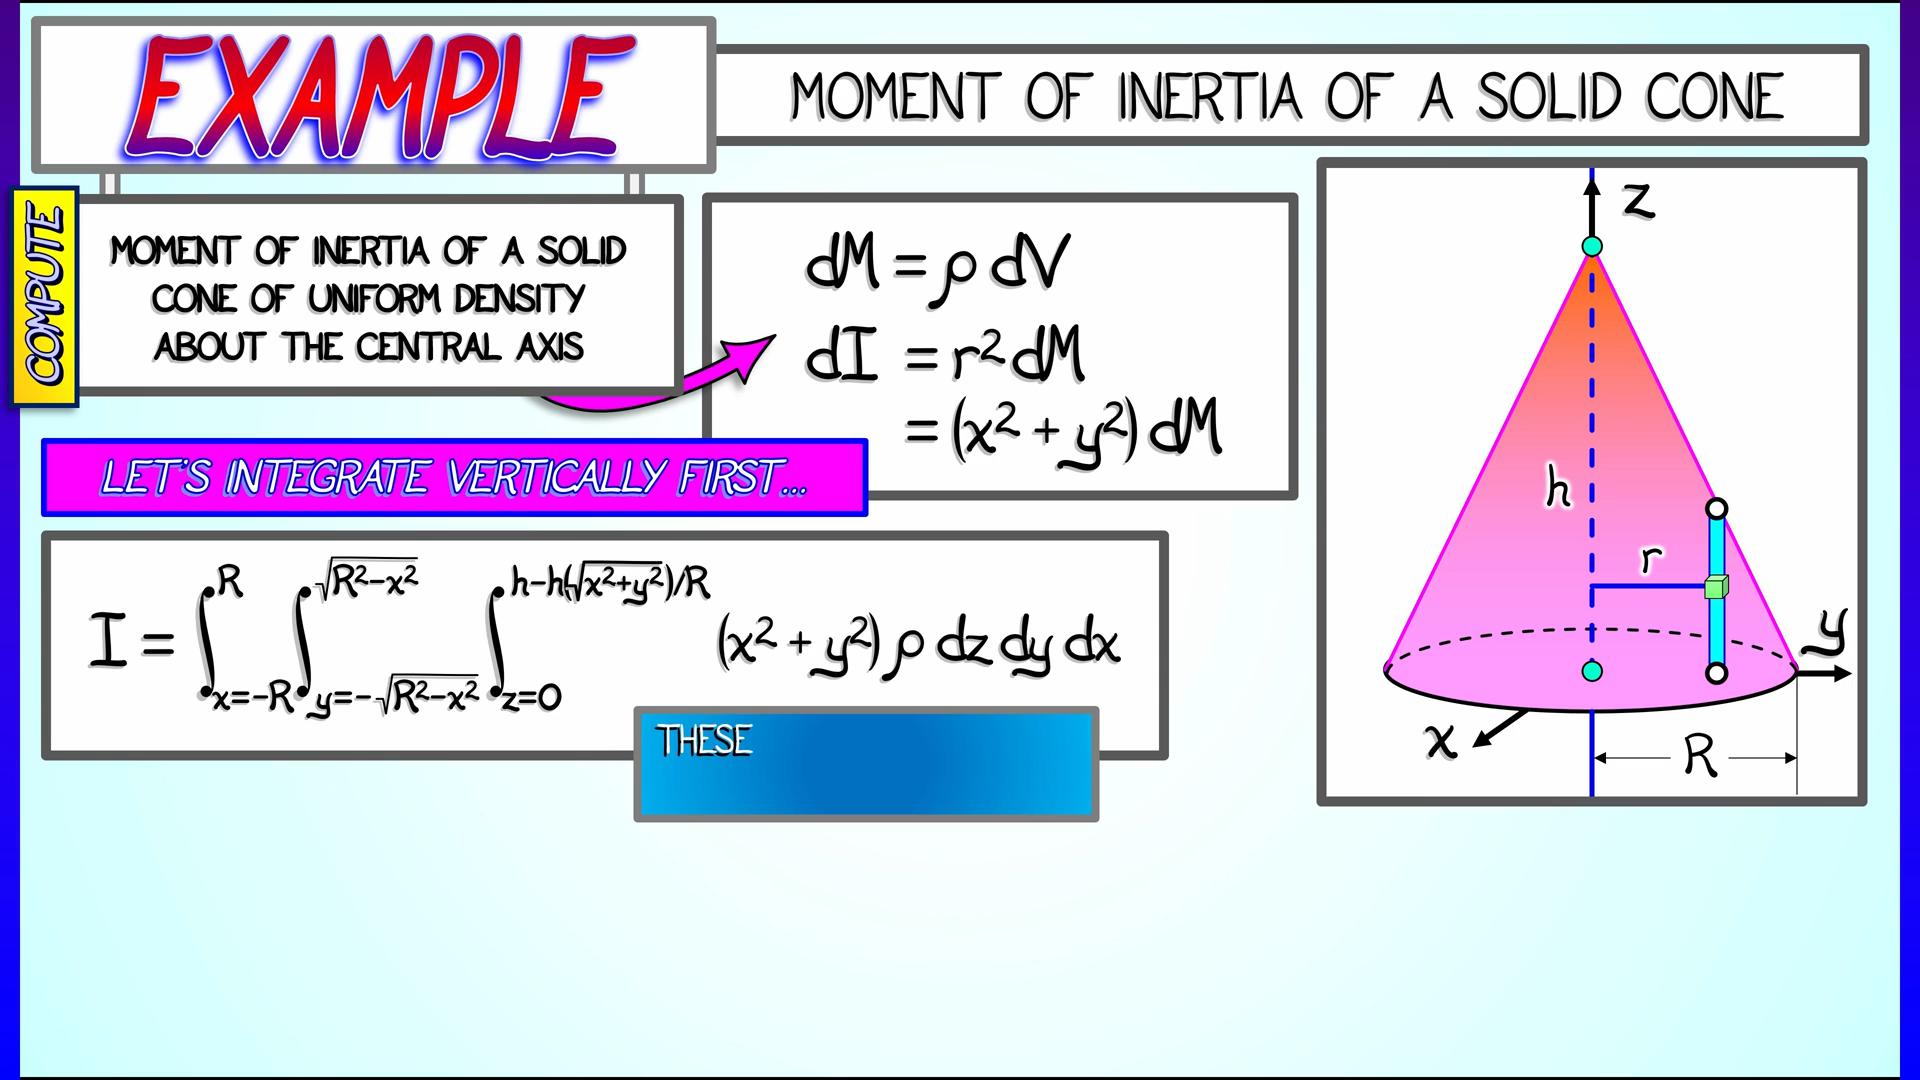 EXAMPLE
MOMENT OF INERTIA OF A SOLID CONE
COMPUTE
MOMENT OF INERTIA OF A SOLID
CONE OF UNIFORM DENSITY
ABOUT THE CENTRAL AXIS
dM = ρ dV
dI = r² dM
= (x² + y²) dM
LET'S INTEGRATE VERTICALLY FIRST...
I = ∫_{x=-R}^{R} ∫_{y=-√(R²-x²)}^{√(R²-x²)} ∫_{z=0}^{h-h(√(x²+y²))/R} (x² + y²) ρ dz dy dx
THESE
z
h
r
y
x
R